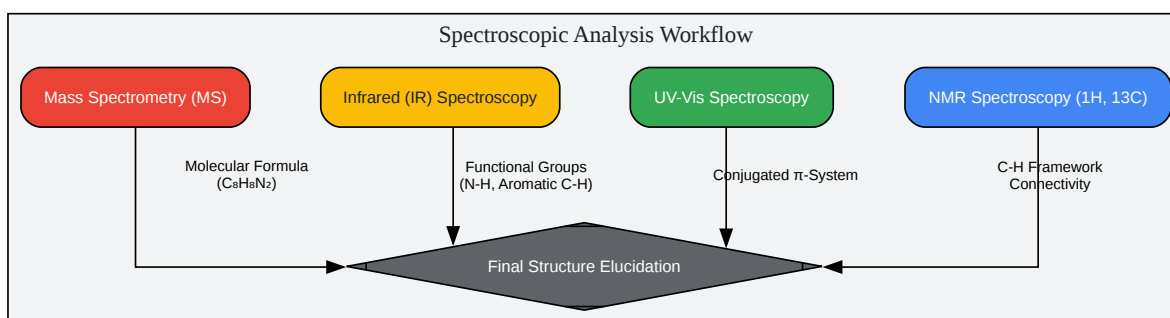 Spectroscopic Analysis Workflow
Mass Spectrometry (MS)
Infrared (IR) Spectroscopy
UV-Vis Spectroscopy
NMR Spectroscopy (1H, 13C)
Molecular Formula
(C₈H₈N₂)
Functional Groups
(N-H, Aromatic C-H)
Conjugated π-System
C-H Framework
Connectivity
Final Structure Elucidation